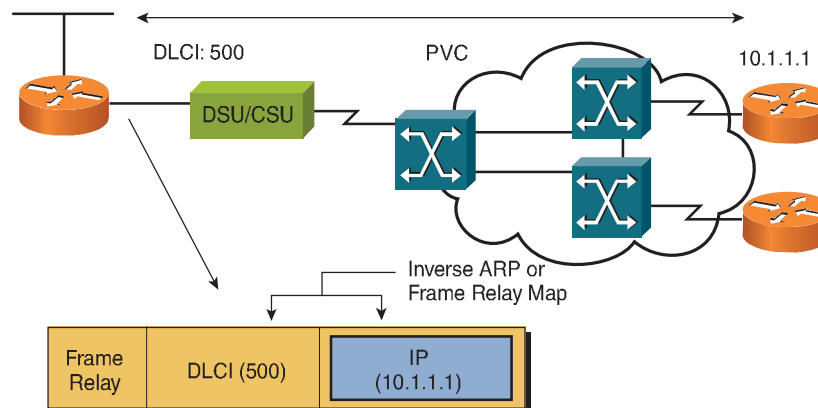 DLCI: 500
PVC
10.1.1.1
DSU/CSU
Inverse ARP or
Frame Relay Map
Frame
Relay
DLCI (500)
IP
(10.1.1.1)